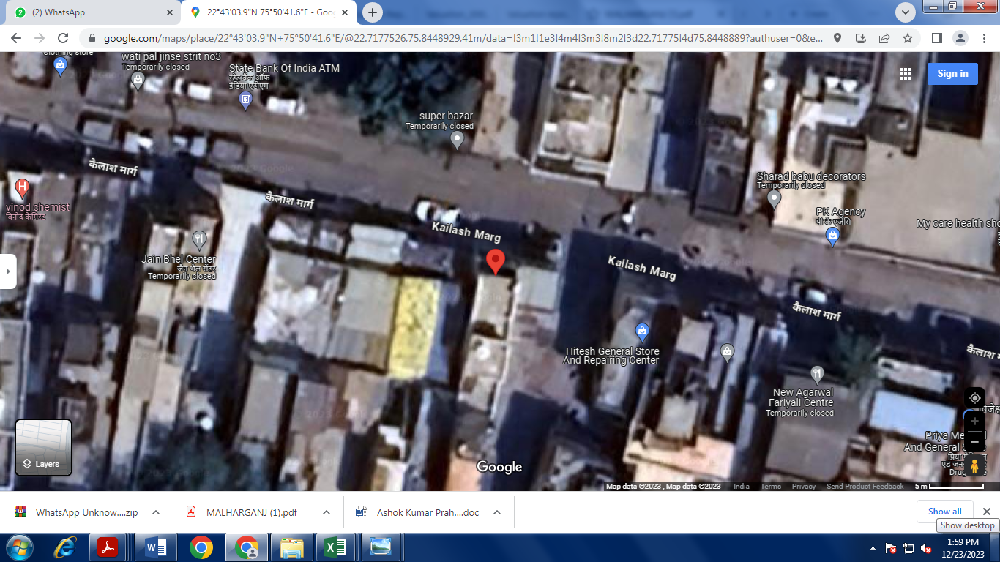 (2) WhatsApp
22°43'03.9"N 75°50'41.6"E - Goo
google.com/maps/place/22°43'03.9"N+75°50'41.6"E/@22.7177526,75.8448929,41m/data=!3m1!1e3!4m4!3m3!8m2!3d22.71775!4d75.8448889?authuser=0&e...
Clothing store
wati pal jinse strit no3
Temporarily closed
State Bank Of India ATM
स्टेट बैंक ऑफ
इंडिया एटीएम
Sign in
super bazar
Temporarily closed
कैलाश मार्ग
2023 Google
Sharad babu decorators
Temporarily closed
vinod chemist
विनोद केमिस्ट
कैलाश मार्ग
PK Agency
पी के एजेंसि
My care health sho
Kailash Marg
Jain Bhel Center
जैन भेल सेंटर
Temporarily closed
Kailash Marg
कैलाश मार्ग
Hitesh General Store
And Repairing Center
कैलाश म
New Agarwal
Fariyali Centre
Temporarily closed
Priya Me
And General S
Drug
Layers
Google
Map data ©2023 , Map data ©2023
India
Terms
Privacy
Send Product Feedback
5 m
WhatsApp Unknow....zip
MALHARGANJ (1).pdf
Ashok Kumar Prah....doc
Show all
Show desktop
1:59 PM
12/23/2023